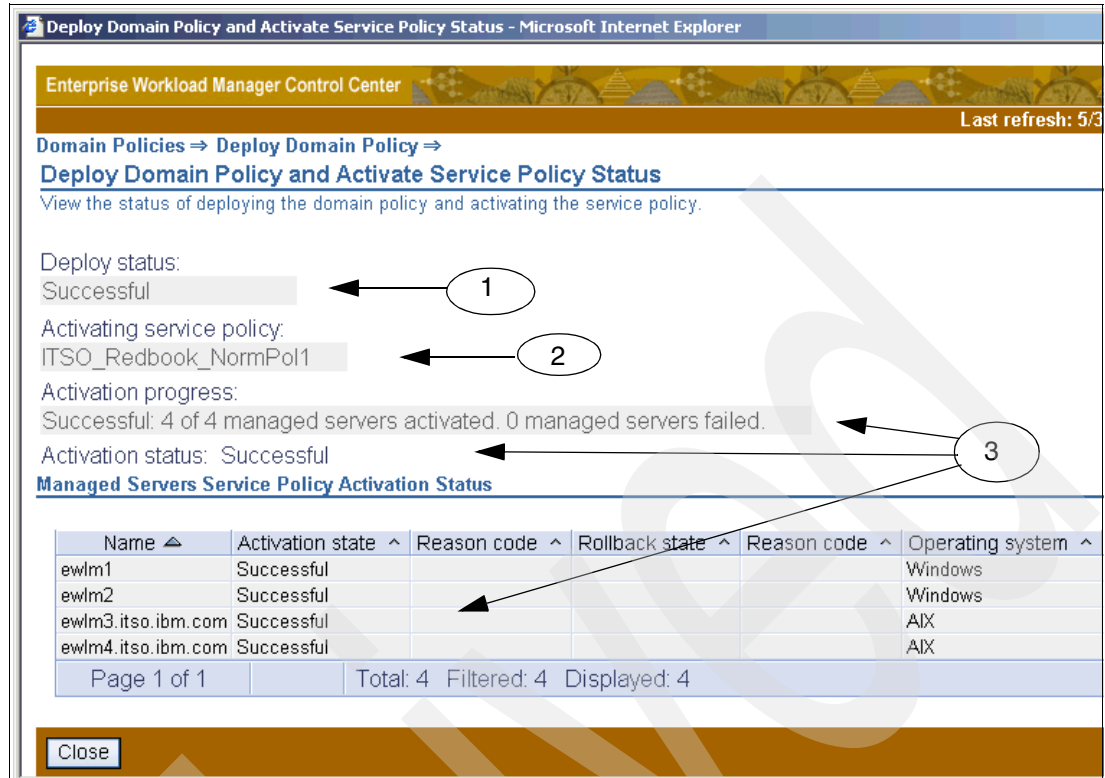 Deploy Domain Policy and Activate Service Policy Status - Microsoft Internet Explorer
Enterprise Workload Manager Control Center
Last refresh: 5/3
Domain Policies ⇒ Deploy Domain Policy ⇒
Deploy Domain Policy and Activate Service Policy Status
View the status of deploying the domain policy and activating the service policy.
Deploy status:
Successful
1
Activating service policy:
ITSO_Redbook_NormPol1
2
Activation progress:
Successful: 4 of 4 managed servers activated. 0 managed servers failed.
Activation status: Successful
3
Managed Servers Service Policy Activation Status
Name Activation state ^ Reason code ^ Rollback state ^ Reason code ^ Operating system ^
ewlm1 Successful Windows
ewlm2 Successful Windows
ewlm3.itso.ibm.com Successful AIX
ewlm4.itso.ibm.com Successful AIX
Page 1 of 1 Total: 4 Filtered: 4 Displayed: 4
Close